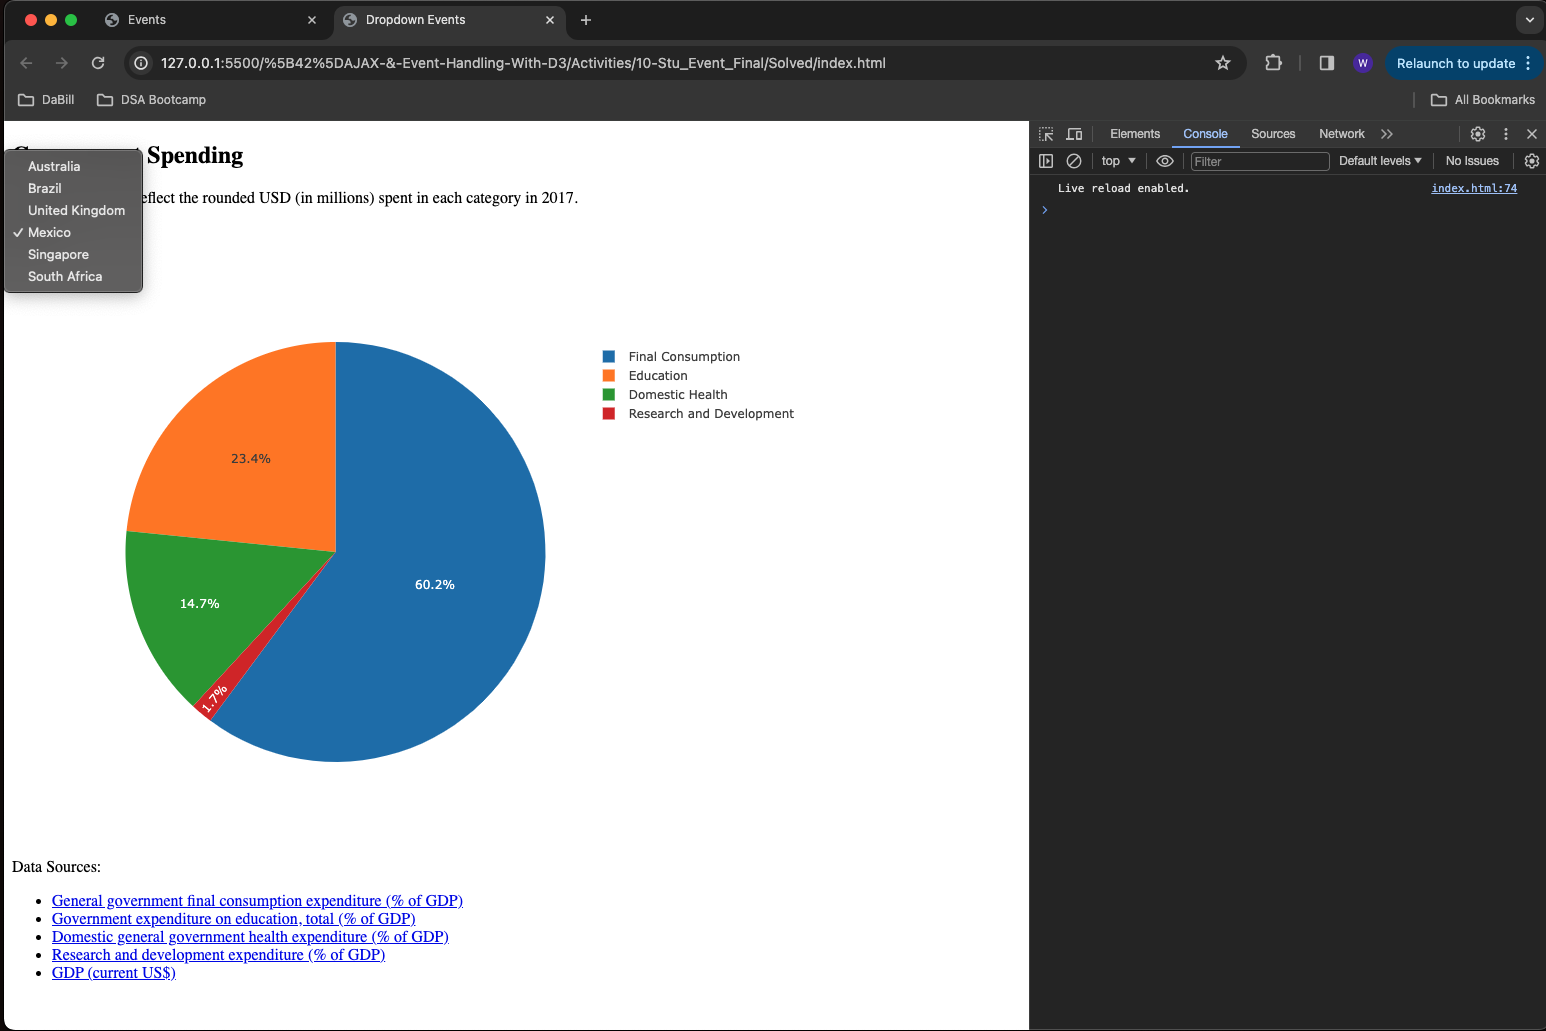 Events
Dropdown Events
127.0.0.1:5500/%5B42%5DAJAX-&-Event-Handling-With-D3/Activities/10-Stu_Event_Final/Solved/index.html
W
Relaunch to update
DaBill
DSA Bootcamp
All Bookmarks
Spending
Australia
Brazil
United Kingdom
✓ Mexico
Singapore
South Africa
eflect the rounded USD (in millions) spent in each category in 2017.
Final Consumption
Education
Domestic Health
Research and Development
23.4%
60.2%
14.7%
1.7%
Data Sources:
• General government final consumption expenditure (% of GDP)
• Government expenditure on education, total (% of GDP)
• Domestic general government health expenditure (% of GDP)
• Research and development expenditure (% of GDP)
• GDP (current US$)
Elements
Console
Sources
Network
top
Filter
Default levels
No Issues
Live reload enabled.
index.html:74